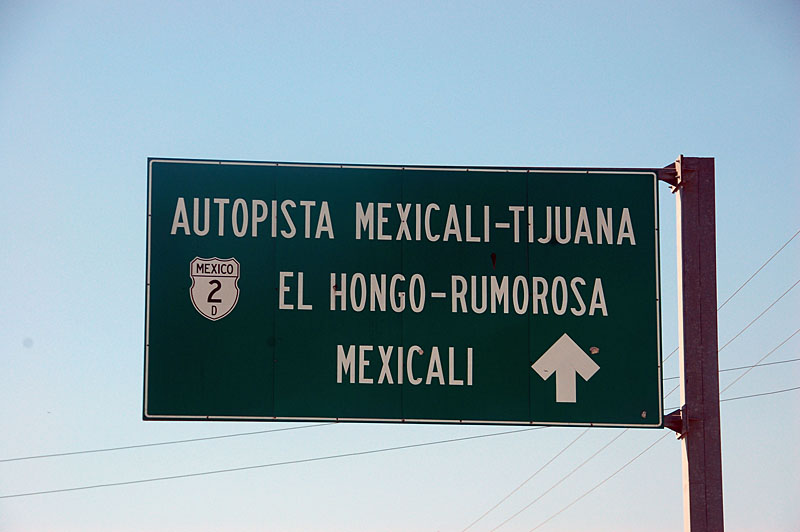 AUTOPISTA MEXICALI-TIJUANA
MEXICO
2
D
EL HONGO-RUMOROSA
MEXICALI